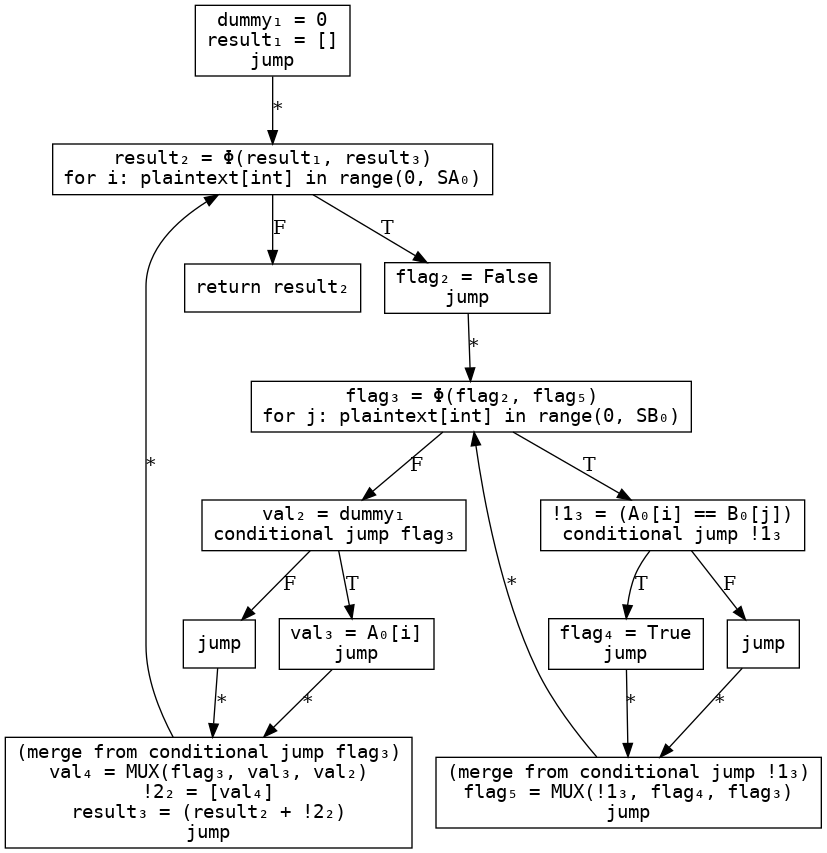 dummy₁ = 0
result₁ = []
jump
*
result₂ = Φ(result₁, result₃)
for i: plaintext[int] in range(0, SA₀)
F
T
return result₂
flag₂ = False
jump
*
flag₃ = Φ(flag₂, flag₅)
for j: plaintext[int] in range(0, SB₀)
*
F
T
val₂ = dummy₁
conditional jump flag₃
!1₃ = (A₀[i] == B₀[j])
conditional jump !1₃
F
T
*
T
F
jump
val₃ = A₀[i]
jump
flag₄ = True
jump
jump
*
*
*
*
(merge from conditional jump flag₃)
val₄ = MUX(flag₃, val₃, val₂)
!2₂ = [val₄]
result₃ = (result₂ + !2₂)
jump
(merge from conditional jump !1₃)
flag₅ = MUX(!1₃, flag₄, flag₃)
jump